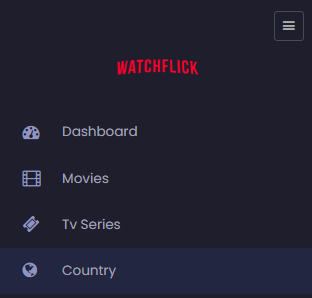 WATCHFLICK
Dashboard
Movies
Tv Series
Country